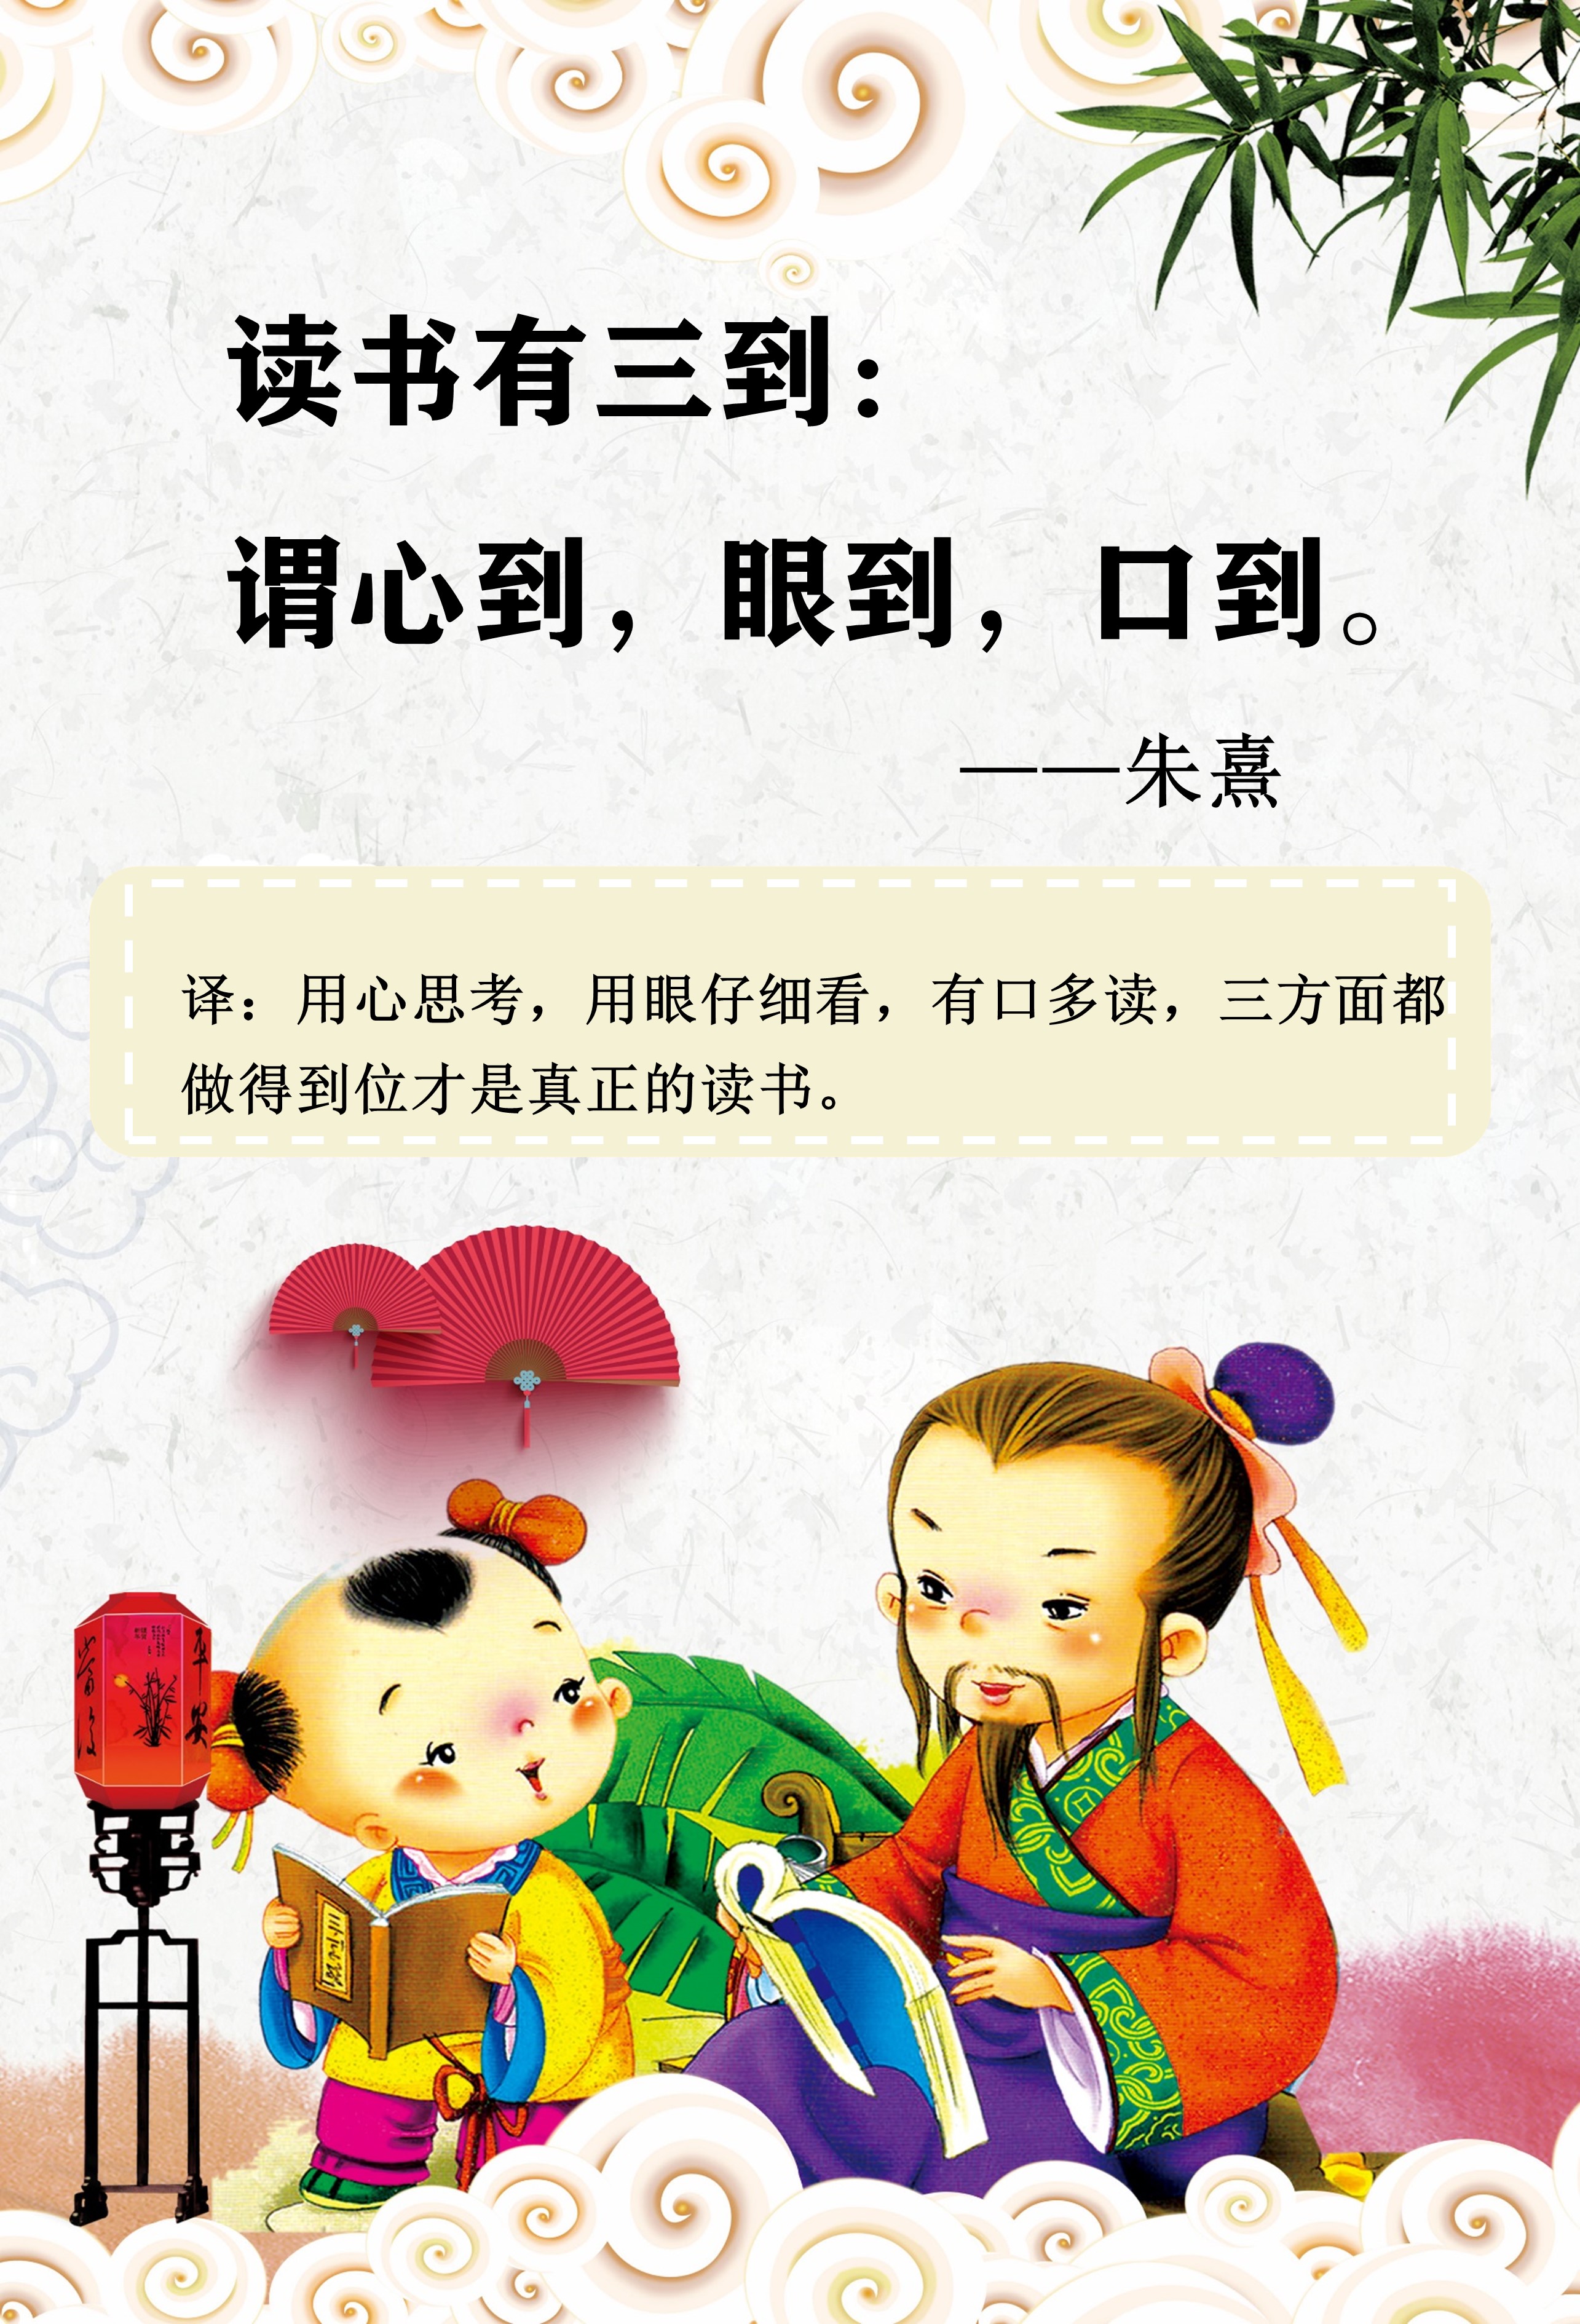 读书有三到：
谓心到，眼到，口到。
——朱熹
译：用心思考，用眼仔细看，有口多读，三方面都
做得到位才是真正的读书。
平安